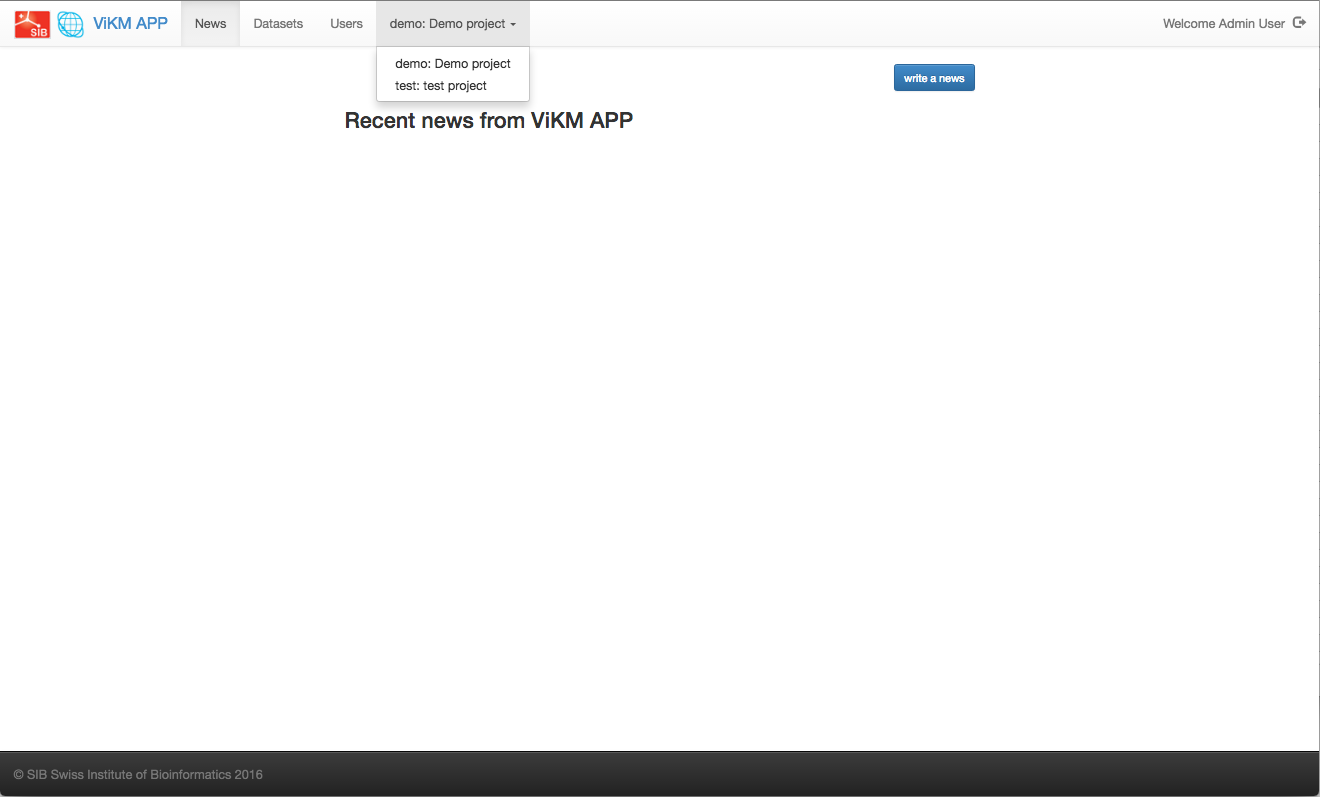 SIB ViKM APP News Datasets Users demo: Demo project Welcome Admin User
demo: Demo project
test: test project
write a news
Recent news from ViKM APP
© SIB Swiss Institute of Bioinformatics 2016